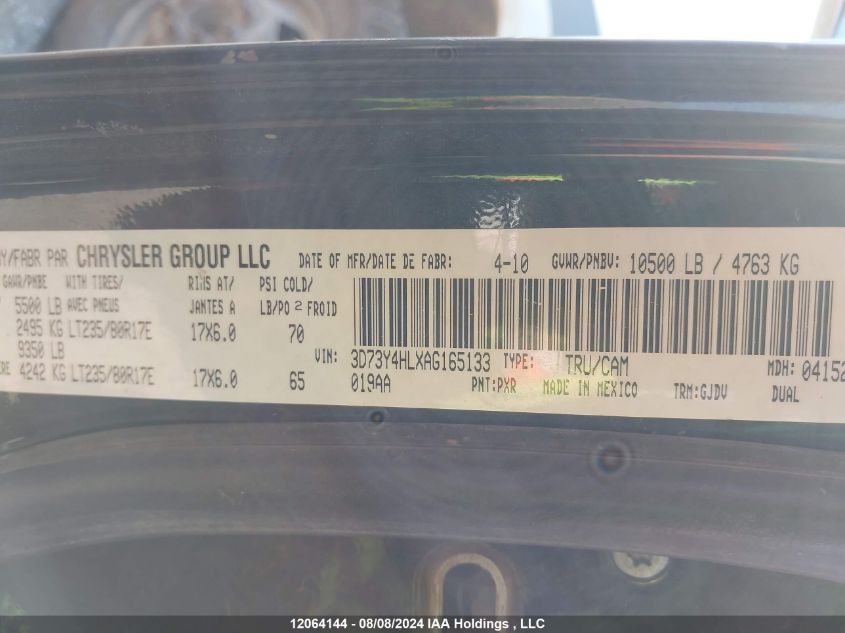 /FABR PAR CHRYSLER GROUP LLC DATE OF MFR/DATE DE FABR: 4-10 GVWR/PNBV: 10500 LB / 4763 KG
GAWR/PNBE WITH TIRES/ RIMS AT/ PSI COLD/
5500 LB AVEC PNEUS JANTES A LB/PO 2 FROID
2495 KG LT235/80R17E 17X6.0 70
9350 LB VIN: 3D73Y4HLXAG165133 TYPE: TRU/CAM MDH: 04152
4242 KG LT235/80R17E 17X6.0 65 019AA PNT:PXR MADE IN MEXICO TRM:GJDV DUAL
12064144 - 08/08/2024 IAA Holdings , LLC